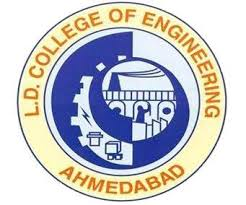 L.D. COLLEGE OF ENGINEERING
AHMEDABAD